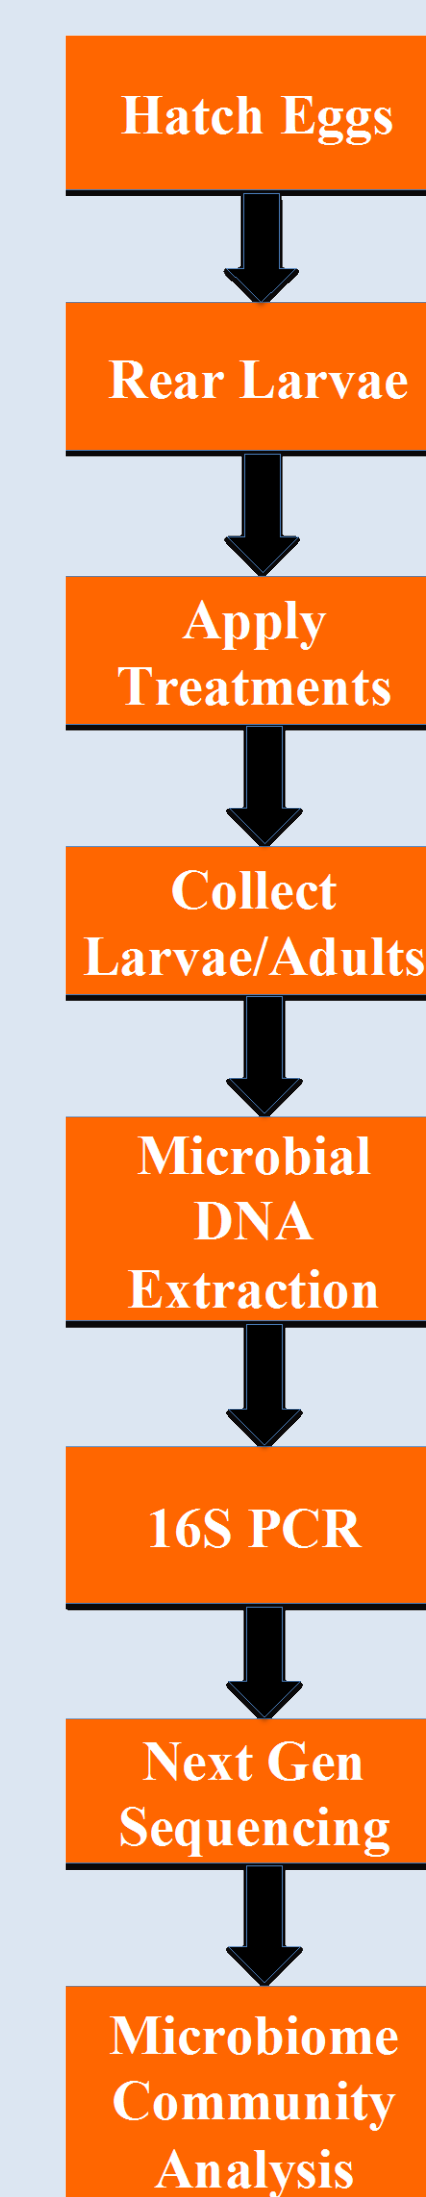 Hatch Eggs
Rear Larvae
Apply
Treatments
Collect
Larvae/Adults
Microbial
DNA
Extraction
16S PCR
Next Gen
Sequencing
Microbiome
Community
Analysis